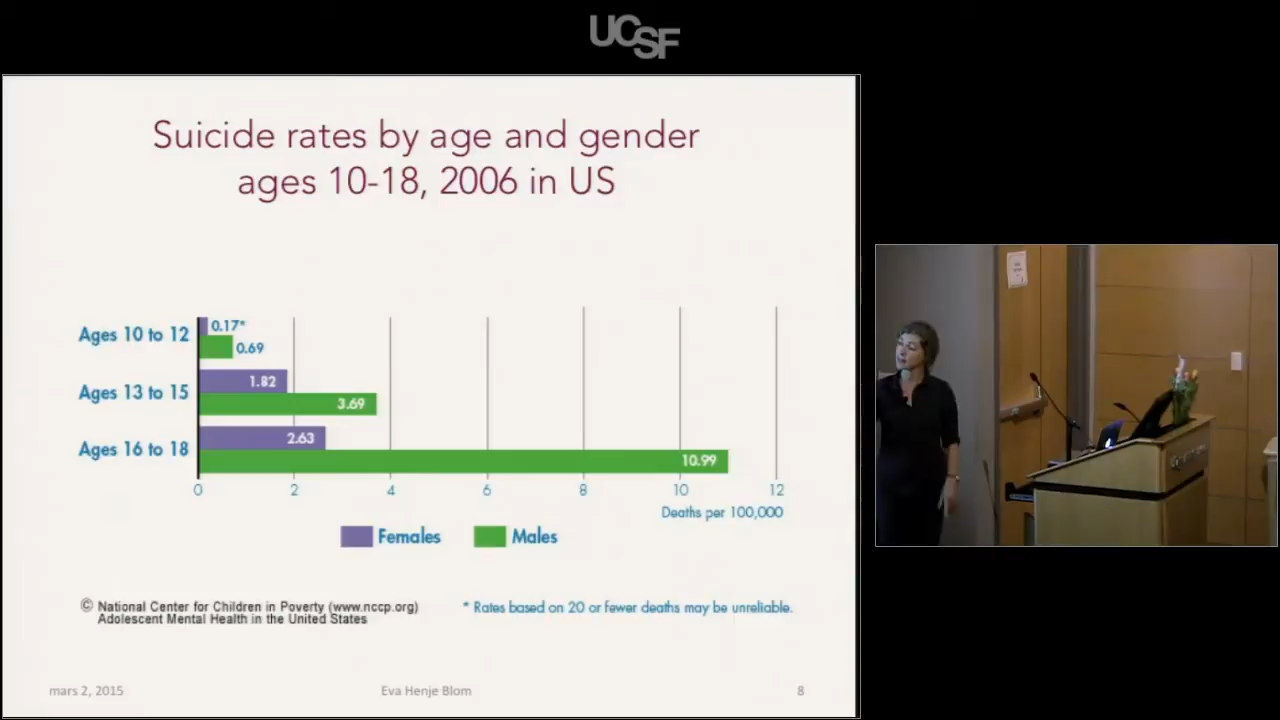 UCSF
Suicide rates by age and gender
ages 10-18, 2006 in US
Ages 10 to 12
0.17*
0.69
Ages 13 to 15
1.82
3.69
Ages 16 to 18
2.63
10.99
0 2 4 6 8 10 12
Deaths per 100,000
Females Males
© National Center for Children in Poverty (www.nccp.org)
Adolescent Mental Health in the United States
* Rates based on 20 or fewer deaths may be unreliable.
mars 2, 2015 Eva Henje Blom 8